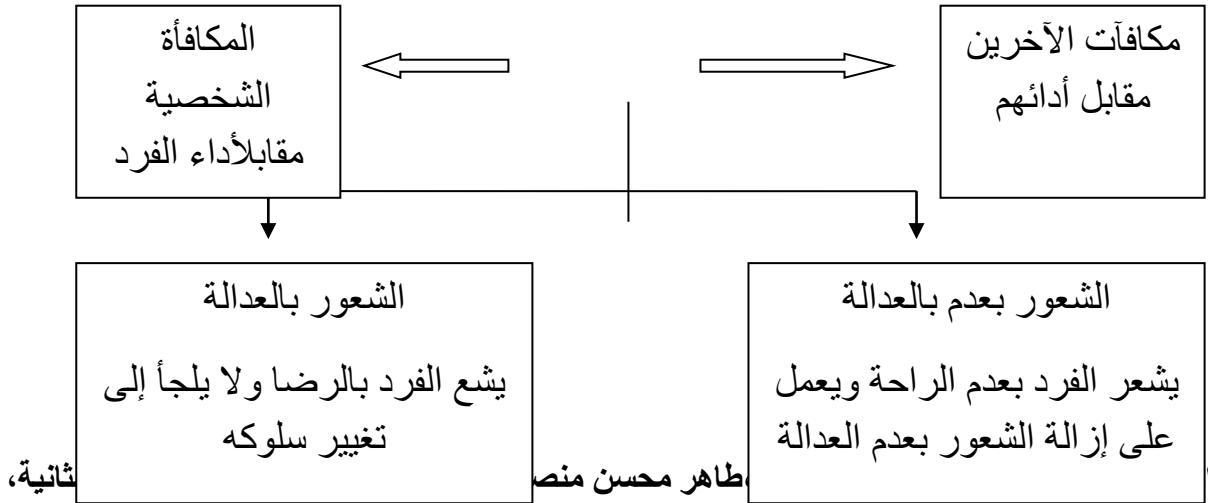 مكافآت الآخرين
مقابل أدائهم
المكافأة
الشخصية
مقابلأداء الفرد
الشعور بعدم بالعدالة
يشعر الفرد بعدم الراحة ويعمل
على إزالة الشعور بعدم العدالة
الشعور بالعدالة
يشع الفرد بالرضا ولا يلجأ إلى
تغيير سلوكه
طاهر محسن منص
لثانية،